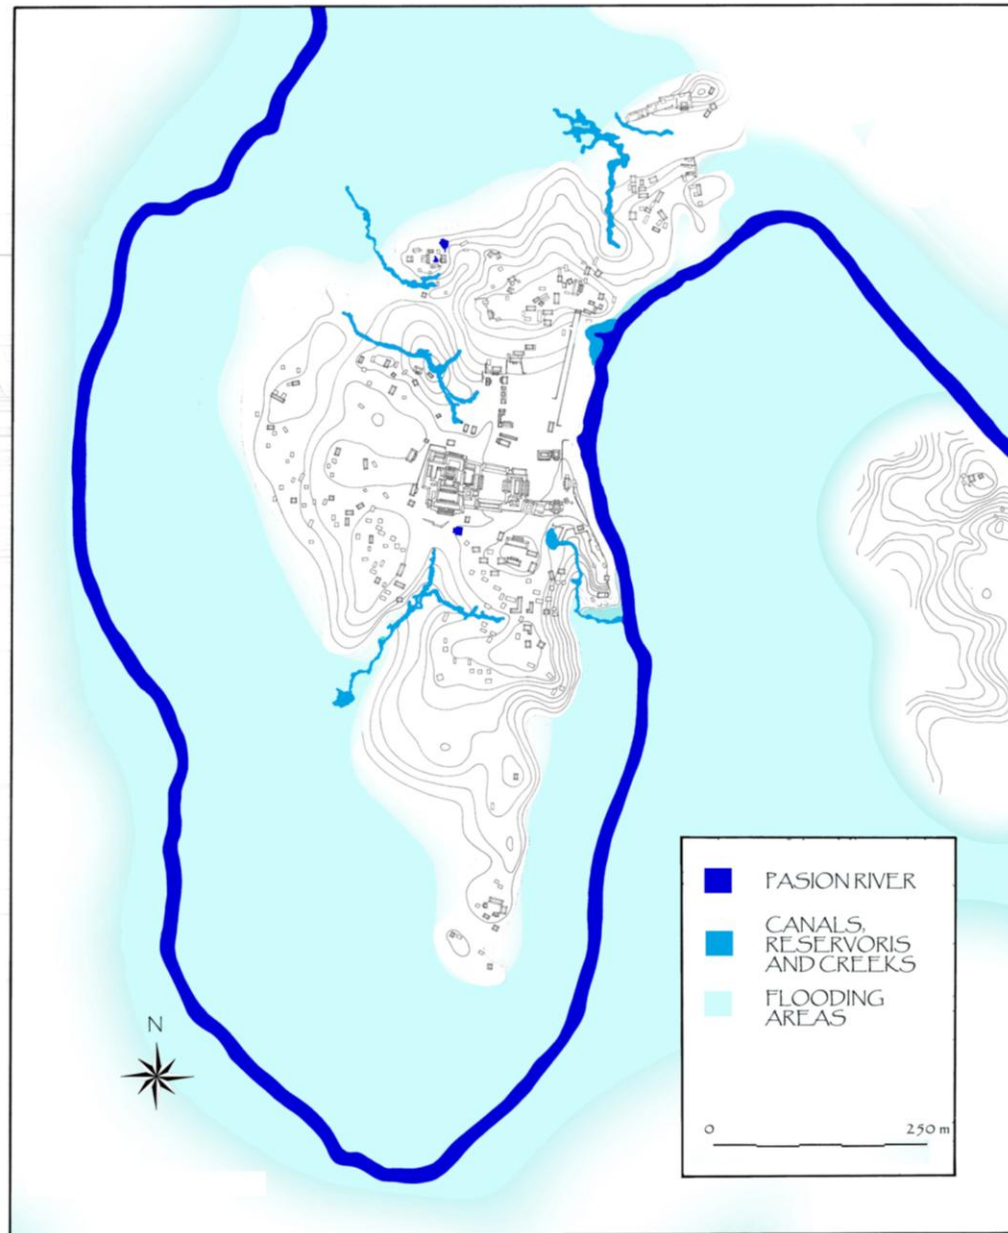 N
PASION RIVER
CANALS,
RESERVORIS
AND CREEKS
FLOODING
AREAS
0 250 m